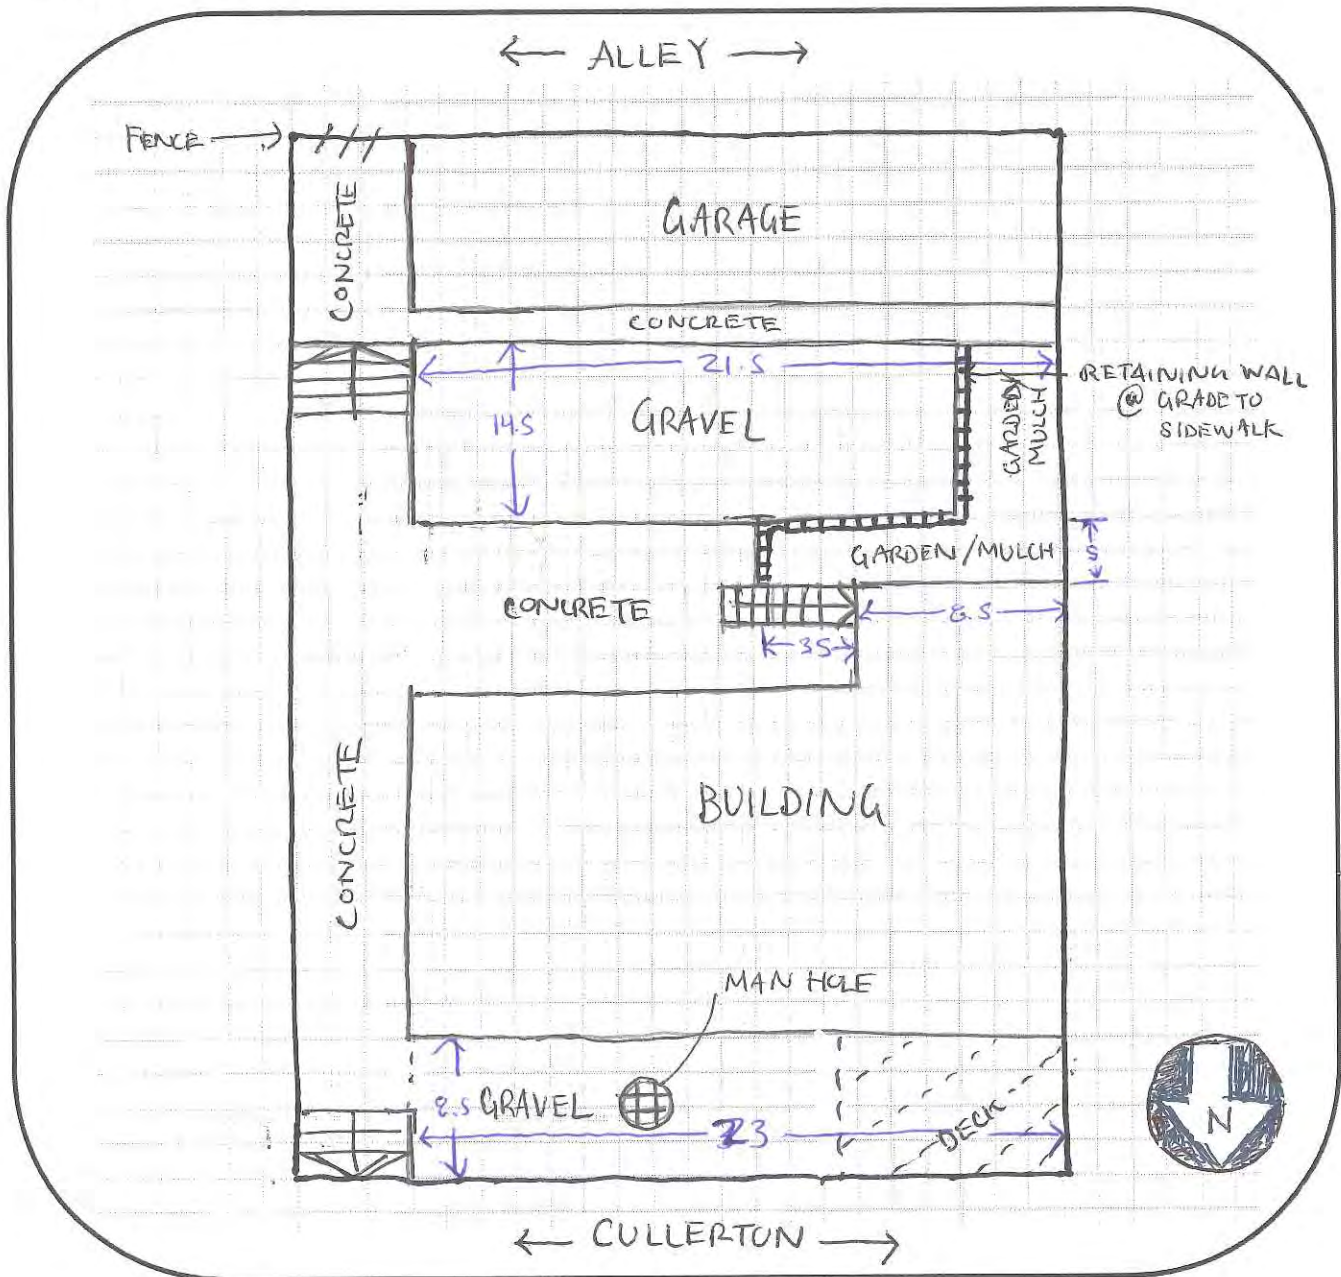 ALLEY
FENCE
CONCRETE
GARAGE
CONCRETE
21.5
RETAINING WALL
@ GRADE TO
SIDEWALK
14.5
GRAVEL
GARDEN/
MULCH
GARDEN/MULCH
5
CONCRETE
8.5
3.5
BUILDING
CONCRETE
MAN HOLE
8.5
GRAVEL
23
DECK
N
CULLERTON